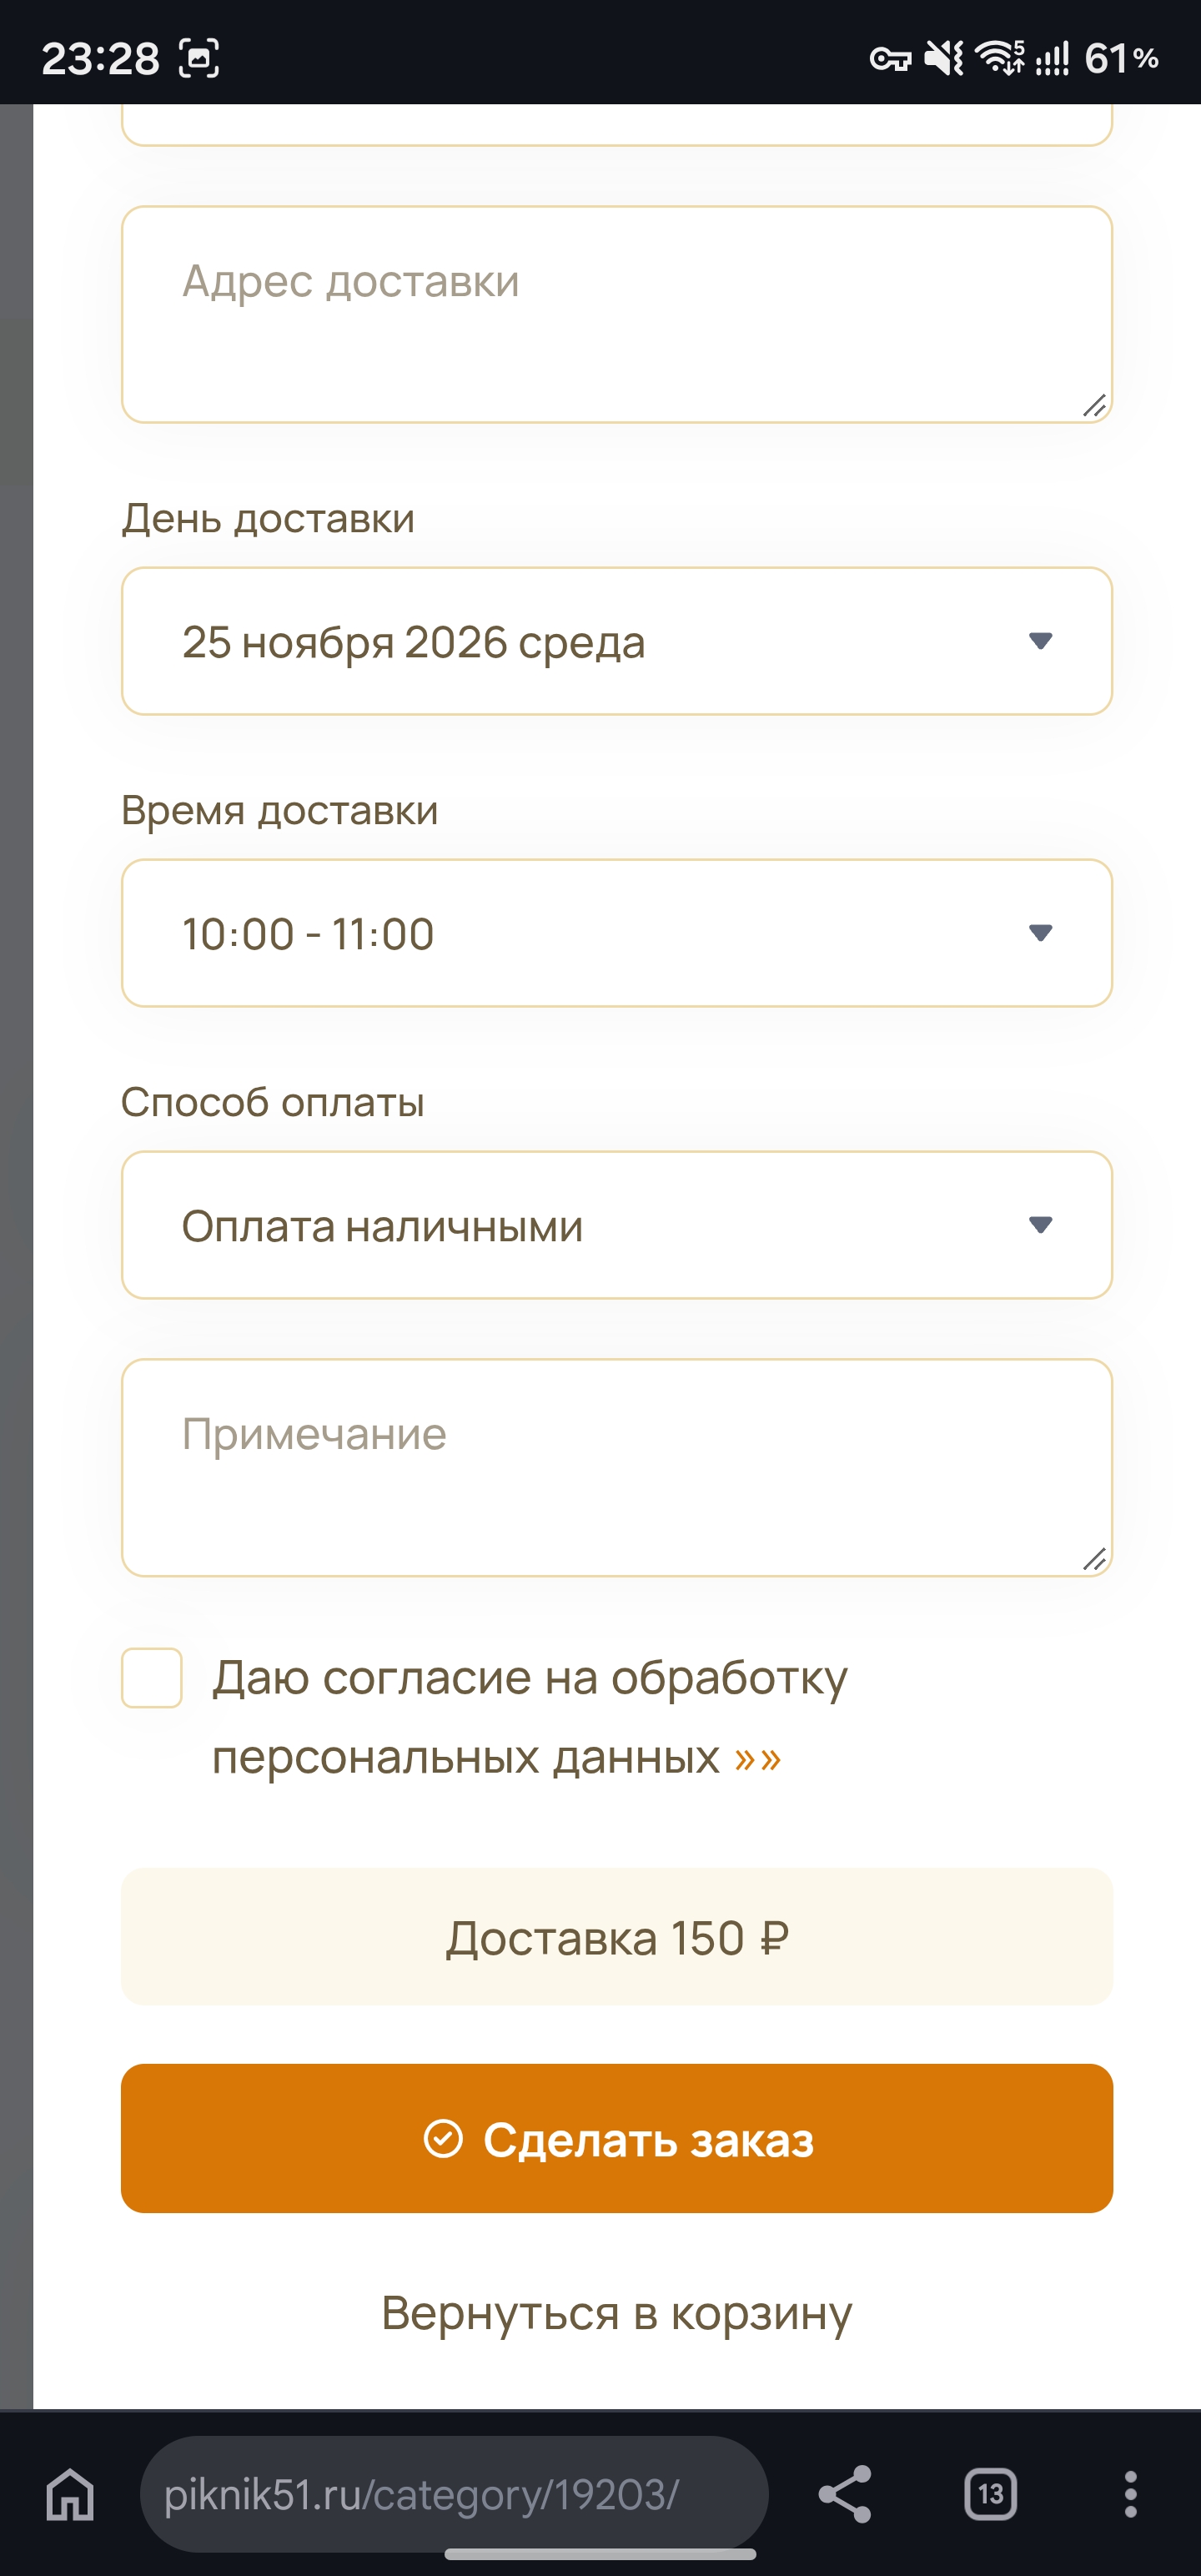 23:28
5
61%
Адрес доставки
День доставки
25 ноября 2026 среда
Время доставки
10:00 - 11:00
Способ оплаты
Оплата наличными
Примечание
Даю согласие на обработку
персональных данных »»
Доставка 150 ₽
Сделать заказ
Вернуться в корзину
piknik51.ru/category/19203/
13